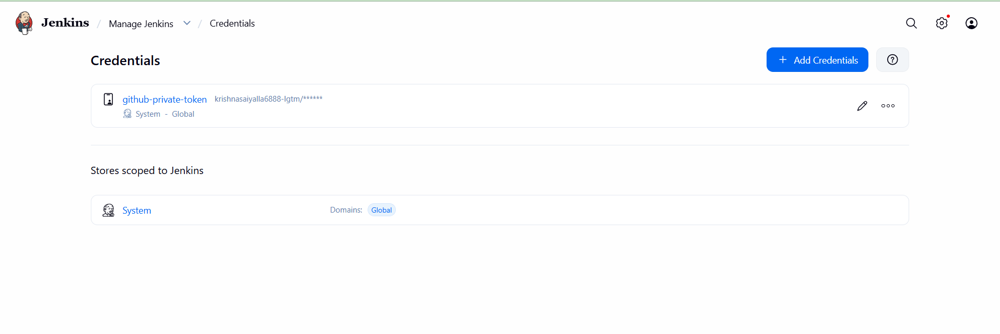 Jenkins / Manage Jenkins / Credentials
Credentials
+ Add Credentials
github-private-token krishnasaiyalla6888-lgtm/******
System - Global
Stores scoped to Jenkins
System Domains: Global